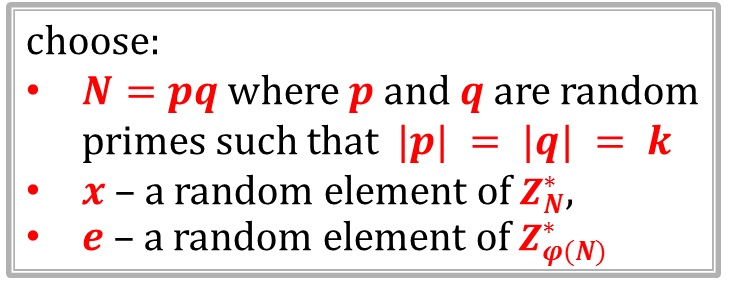 choose:
• N = pq where p and q are random
primes such that |p| = |q| = k
• x – a random element of Z*_N,
• e – a random element of Z*_φ(N)